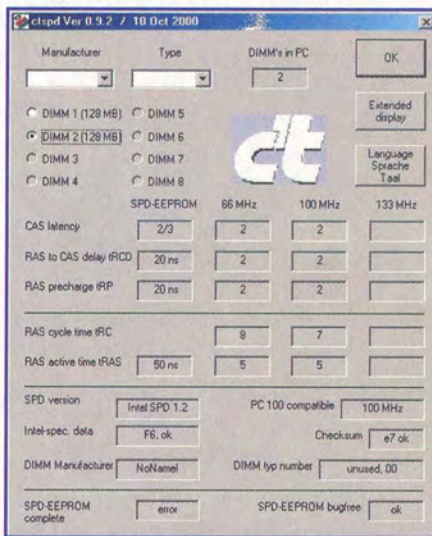 ctspd Ver 0.9.2 / 10 Oct 2000
Manufacturer Type DIMM's in PC OK
2
DIMM 1 (128 MB) DIMM 5 Extended display
DIMM 2 (128 MB) DIMM 6
DIMM 3 DIMM 7 Language Sprache Taal
DIMM 4 DIMM 8
c't
SPD-EEPROM 66 MHz 100 MHz 133 MHz
CAS latency 2/3 2 2
RAS to CAS delay tRCD 20 ns 2 2
RAS precharge tRP 20 ns 2 2
RAS cycle time tRC 8 7
RAS active time tRAS 50 ns 5 5
SPD version Intel SPD 1.2 PC 100 compatible 100 MHz
Intel-spec. data F6, ok Checksum e7 ok
DIMM Manufacturer NoName! DIMM typ number unused, 00
SPD-EEPROM complete error SPD-EEPROM bugfree ok